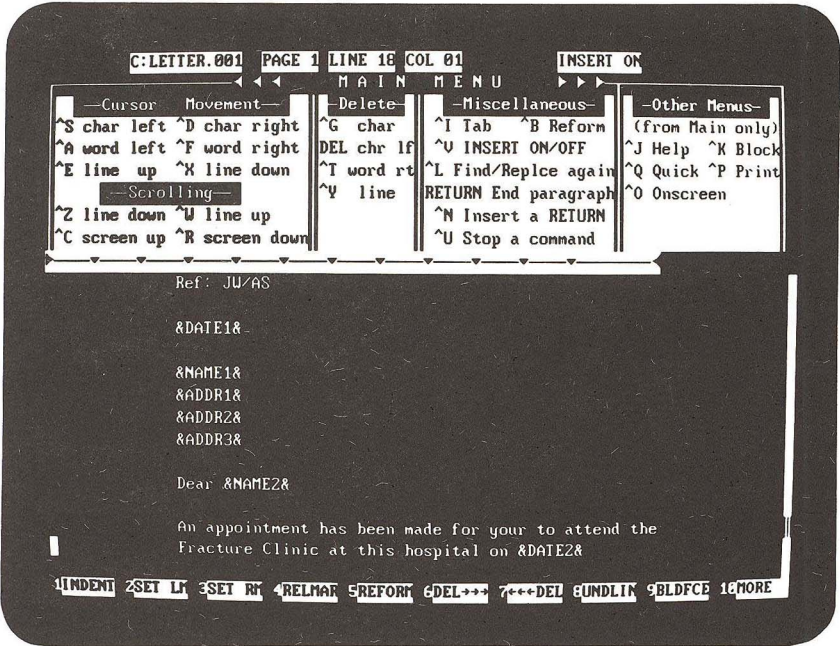 C:LETTER.001 PAGE 1 LINE 18 COL 01 INSERT ON
MAIN MENU
—Cursor Movement— —Delete— —Miscellaneous— —Other Menus—
^S char left ^D char right ^G char ^I Tab ^B Reform (from Main only)
^A word left ^F word right DEL chr lf ^V INSERT ON/OFF ^J Help ^K Block
^E line up ^X line down ^T word rt ^L Find/Replce again ^Q Quick ^P Print
—Scrolling— ^Y line RETURN End paragraph ^O Onscreen
^Z line down ^W line up ^N Insert a RETURN
^C screen up ^R screen down ^U Stop a command
Ref: JW/AS
&DATE1&
&NAME1&
&ADDR1&
&ADDR2&
&ADDR3&
Dear &NAME2&
An appointment has been made for your to attend the
Fracture Clinic at this hospital on &DATE2&
1INDENT 2SET LM 3SET RM 4RELMAR 5REFORM 6DEL→→→ 7←←←DEL 8UNDLIN 9BLDFCE 10MORE